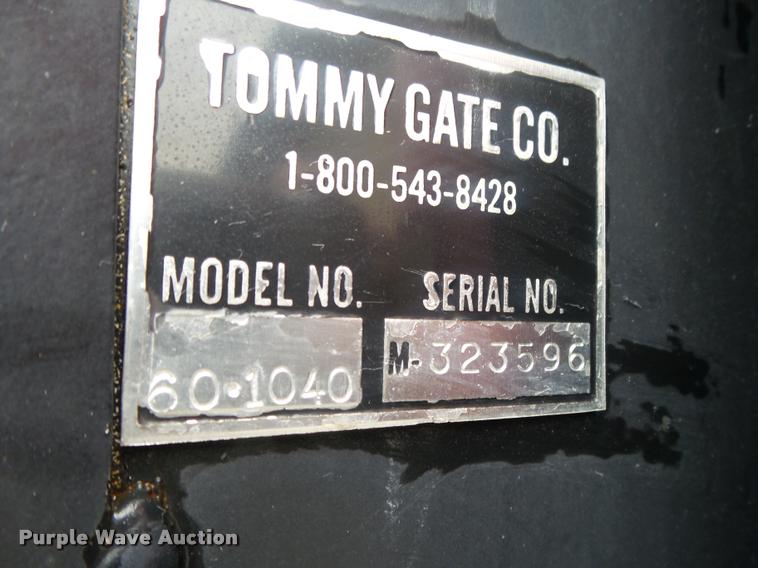 TOMMY GATE CO.
1-800-543-8428
MODEL NO. SERIAL NO.
60-1040 M-323596
Purple Wave Auction